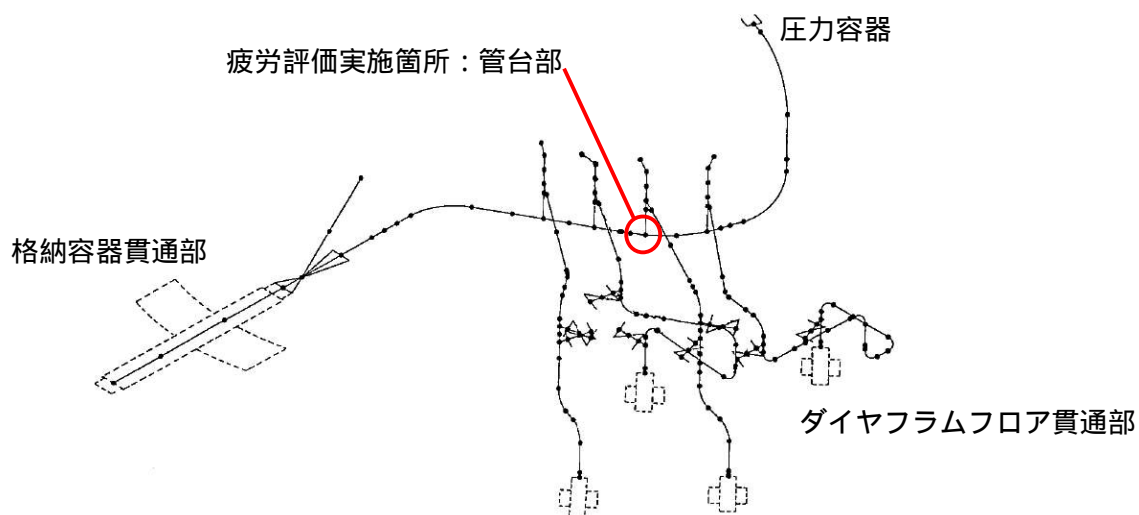 圧力容器
疲労評価実施箇所：管台部
格納容器貫通部
ダイヤフラムフロア貫通部